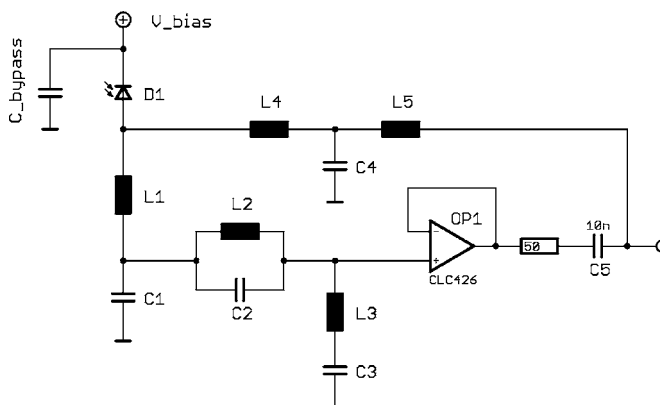 V_bias
C_bypass
D1
L4
L5
C4
L1
L2
OP1
-
+
10n
50
C5
CLC426
C1
C2
L3
C3